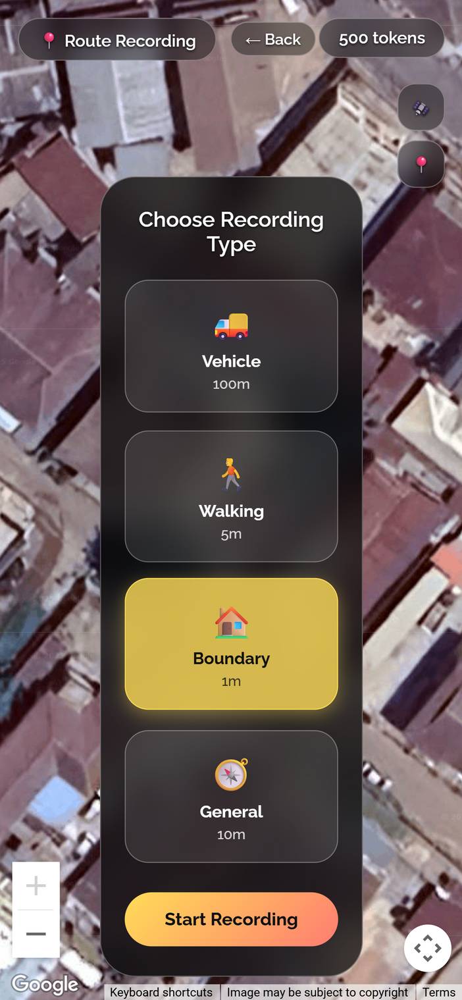 Route Recording
← Back
500 tokens
Choose Recording
Type
Vehicle
100m
Walking
5m
Boundary
1m
General
10m
Start Recording
Google
Keyboard shortcuts
Image may be subject to copyright
Terms